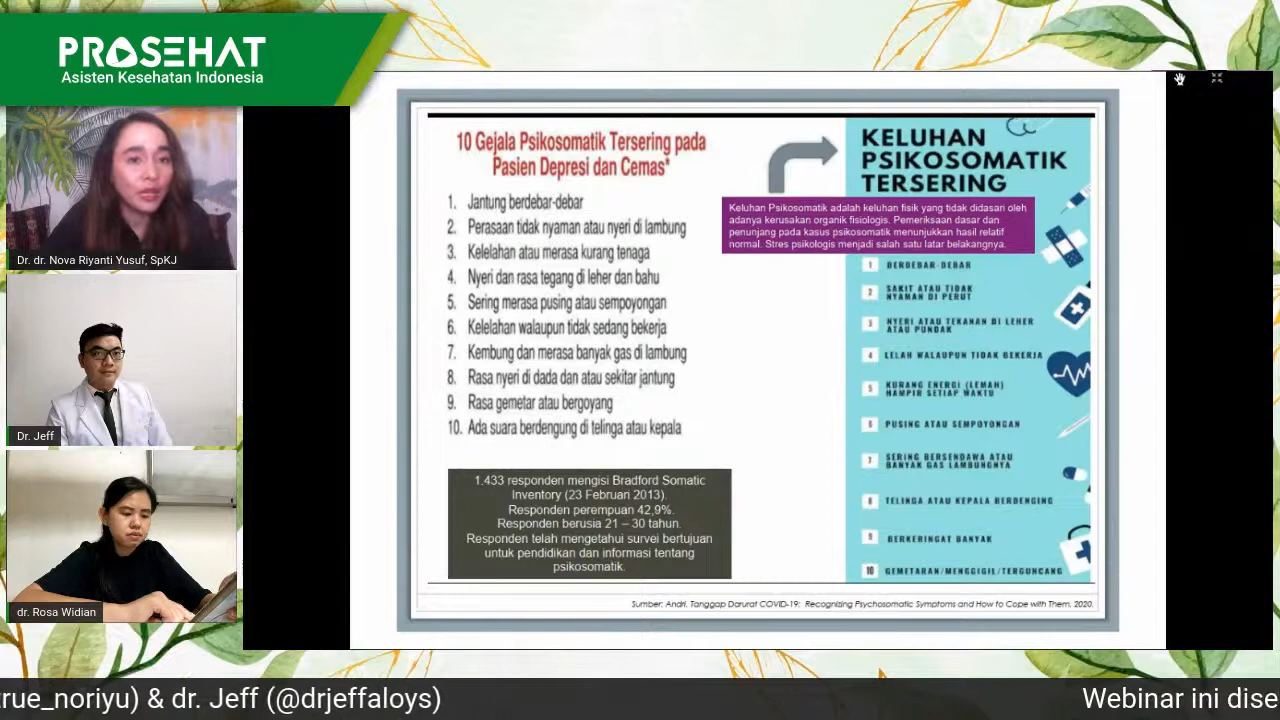 PROSEHAT
Asisten Kesehatan Indonesia
Dr. dr. Nova Riyanti Yusuf, SpKJ
Dr. Jeff
dr. Rosa Widian
10 Gejala Psikosomatik Tersering pada
Pasien Depresi dan Cemas*
1. Jantung berdebar-debar
2. Perasaan tidak nyaman atau nyeri di lambung
3. Kelelahan atau merasa kurang tenaga
4. Nyeri dan rasa tegang di leher dan bahu
5. Sering merasa pusing atau sempoyongan
6. Kelelahan walaupun tidak sedang bekerja
7. Kembung dan merasa banyak gas di lambung
8. Rasa nyeri di dada dan atau sekitar jantung
9. Rasa gemetar atau bergoyang
10. Ada suara berdengung di telinga atau kepala
1.433 responden mengisi Bradford Somatic
Inventory (23 Februari 2013).
Responden perempuan 42,9%.
Responden berusia 21 – 30 tahun.
Responden telah mengetahui survei bertujuan
untuk pendidikan dan informasi tentang
psikosomatik.
KELUHAN
PSIKOSOMATIK
TERSERING
Keluhan Psikosomatik adalah keluhan fisik yang tidak didasari oleh
adanya kerusakan organik fisiologis. Pemeriksaan dasar dan
penunjang pada kasus psikosomatik menunjukkan hasil relatif
normal. Stres psikologis menjadi salah satu latar belakangnya.
1 BERDEBAR-DEBAR
2 SAKIT ATAU TIDAK
NYAMAN DI PERUT
3 NYERI ATAU TEKANAN DI LEHER
ATAU PUNDAK
4 LELAH WALAUPUN TIDAK BEKERJA
5 KURANG ENERGI (LEMAH)
HAMPIR SETIAP WAKTU
6 PUSING ATAU SEMPOYONGAN
7 SERING BERSENDAWA ATAU
BANYAK GAS LAMBUNGNYA
8 TELINGA ATAU KEPALA BERDENGING
9 BERKERINGAT BANYAK
10 GEMETARAN/MENGGIGIL/TERGUNCANG
Sumber: Andri, Tanggap Darurat COVID-19: Recognizing Psychosomatic Symptoms and How to Cope with Them, 2020.
true_noriyu) & dr. Jeff (@drjeffaloys)
Webinar ini dise